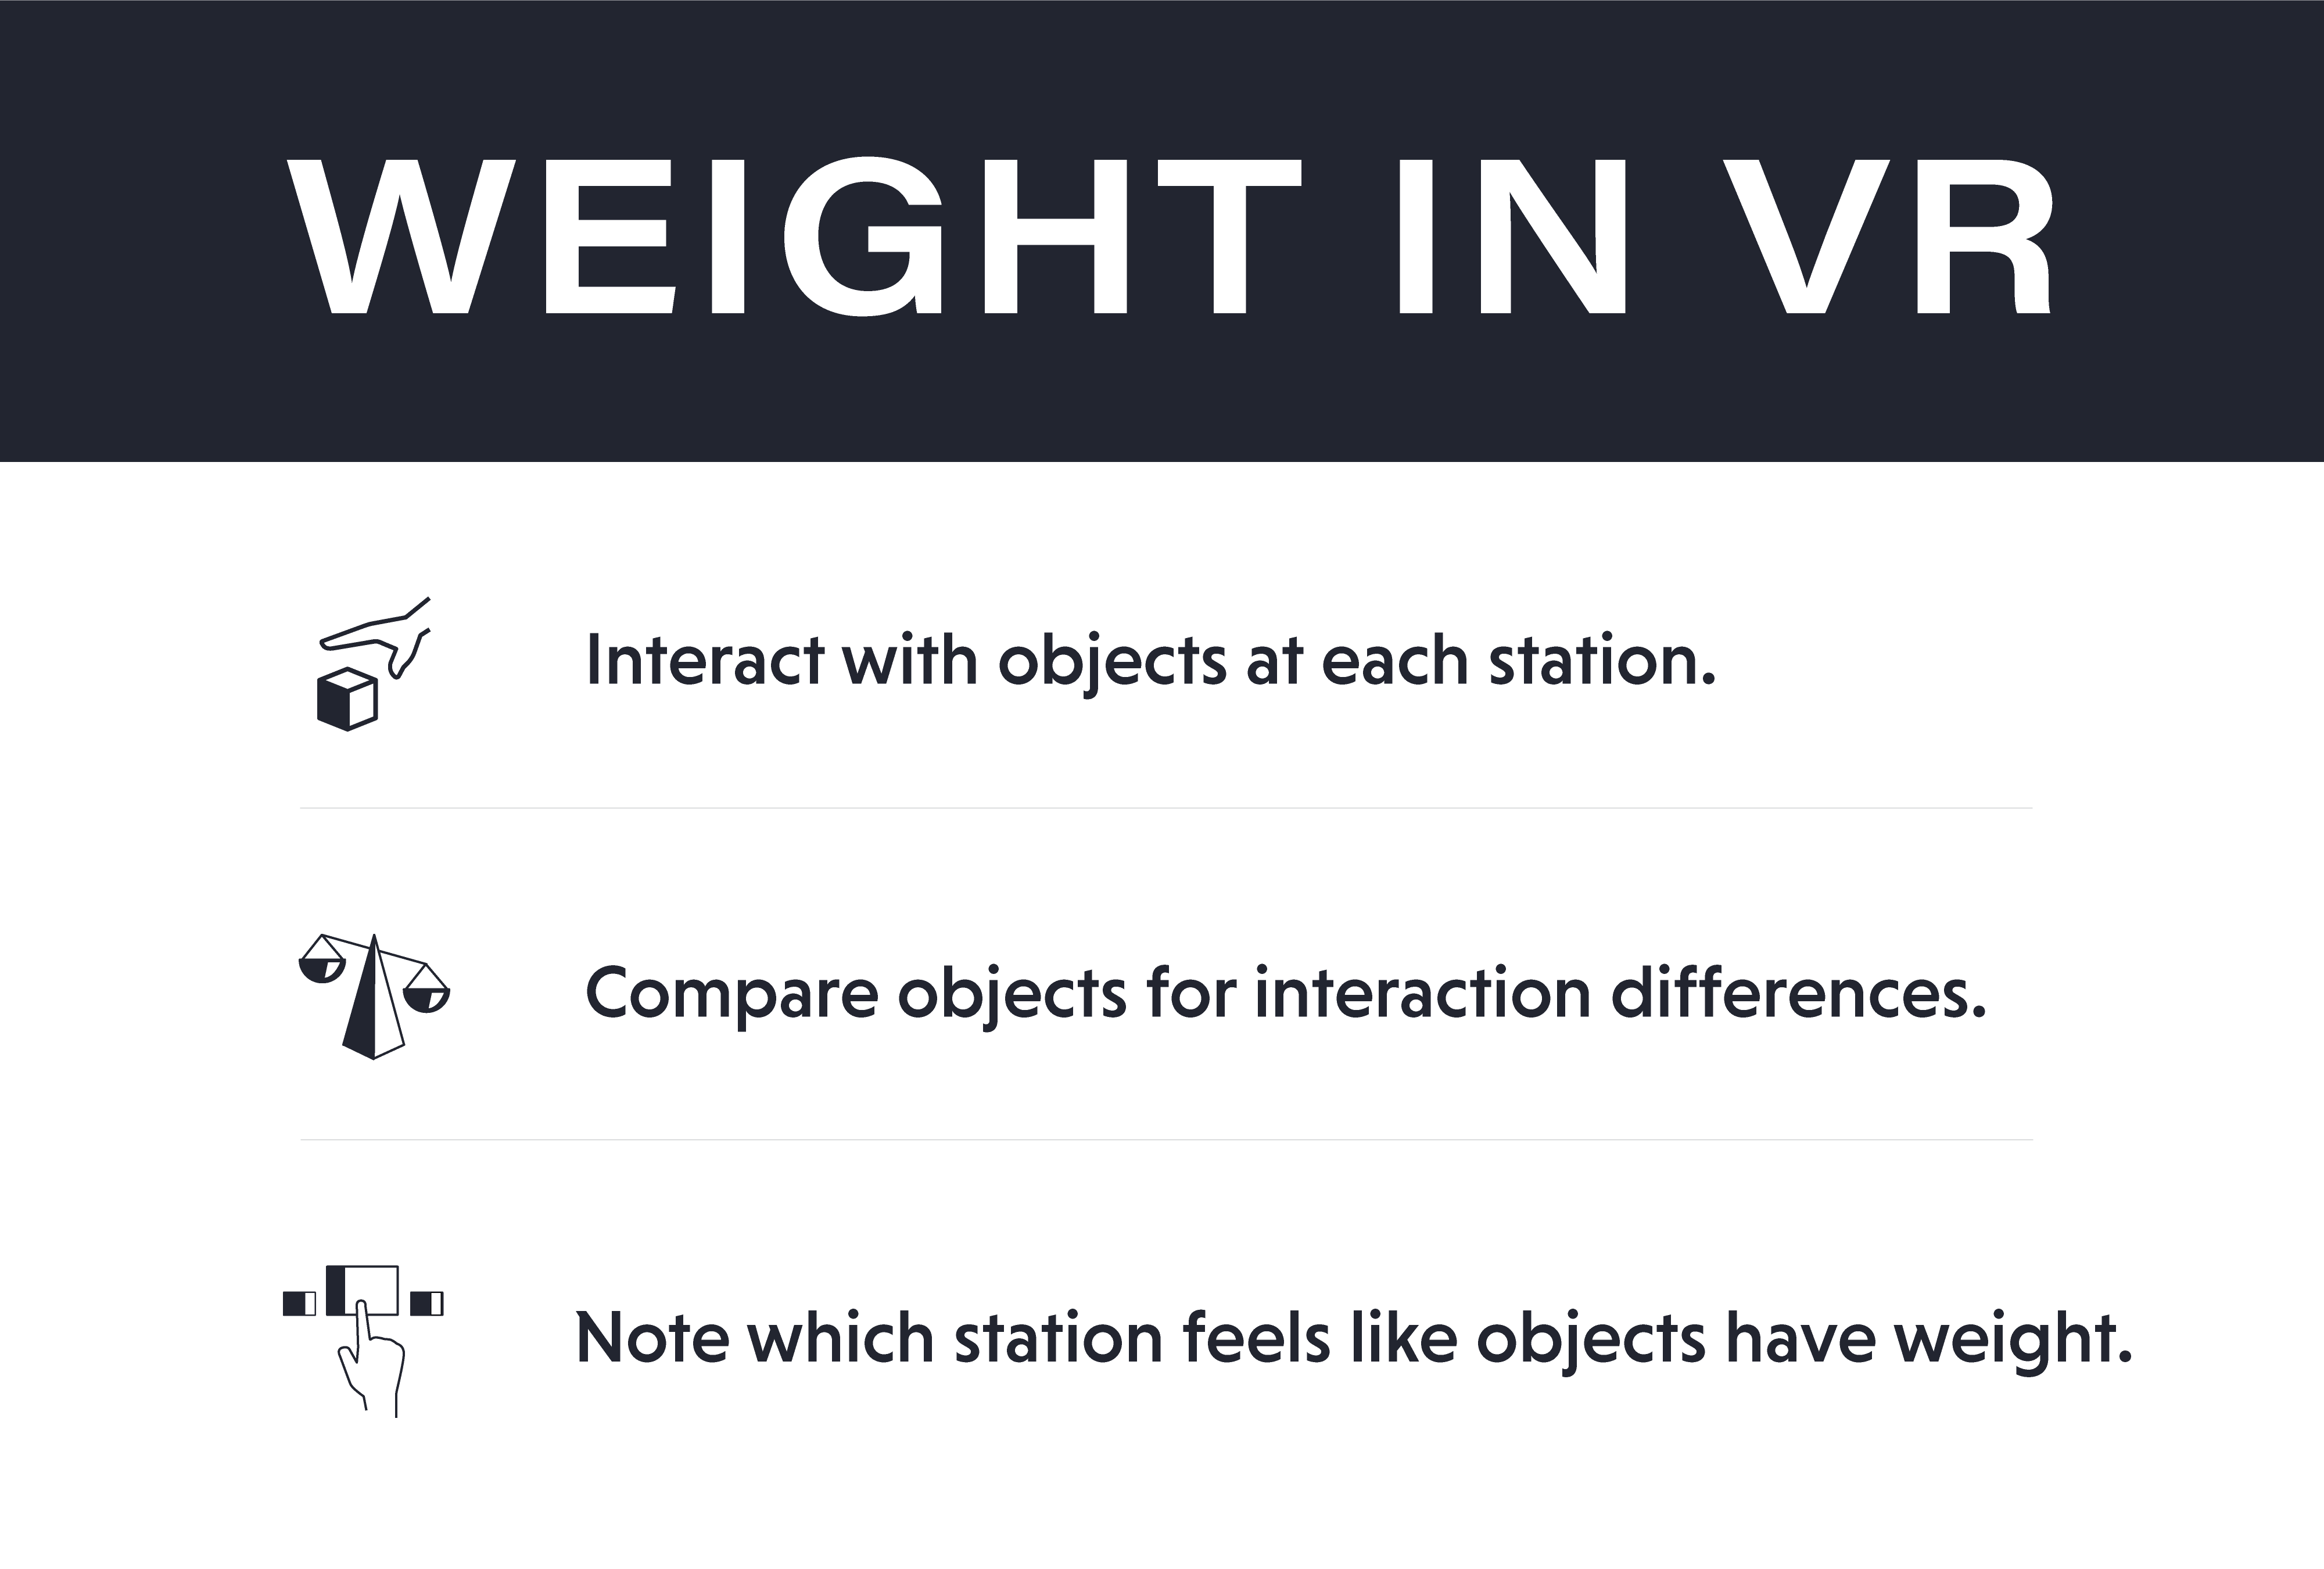 WEIGHT IN VR
Interact with objects at each station.
Compare objects for interaction differences.
Note which station feels like objects have weight.